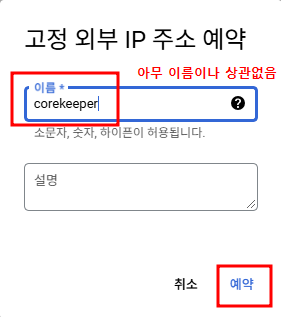 고정 외부 IP 주소 예약
아무 이름이나 상관없음
이름 *
corekeeper
소문자, 숫자, 하이픈이 허용됩니다.
설명
취소 예약